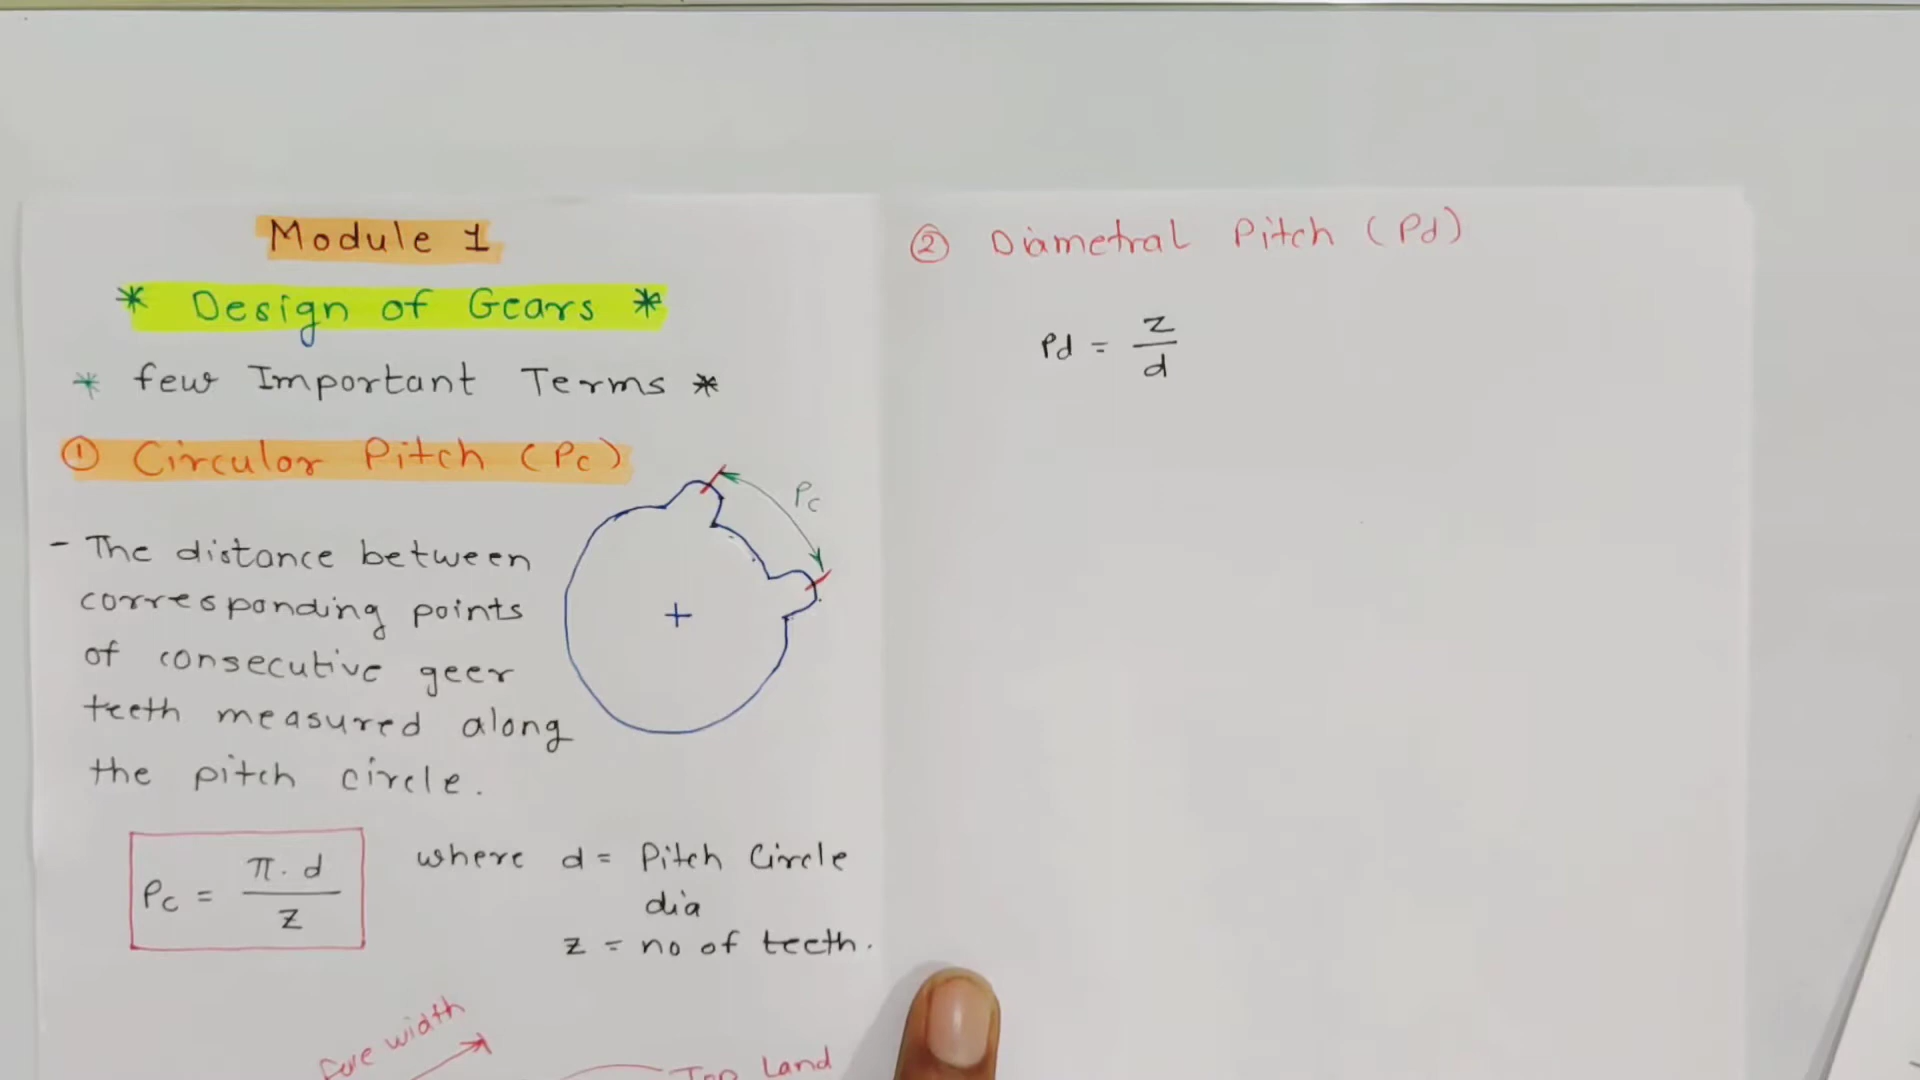 Module 1
* Design of Gears *
* few Important Terms *
① Circular Pitch (Pc)
Pc
- The distance between
corresponding points
of consecutive geer
teeth measured along
the pitch circle.
Pc = π. d / z
where d = Pitch Circle
dia
z = no of teeth.
width
Top Land
② Diametral Pitch (Pd)
Pd = z / d